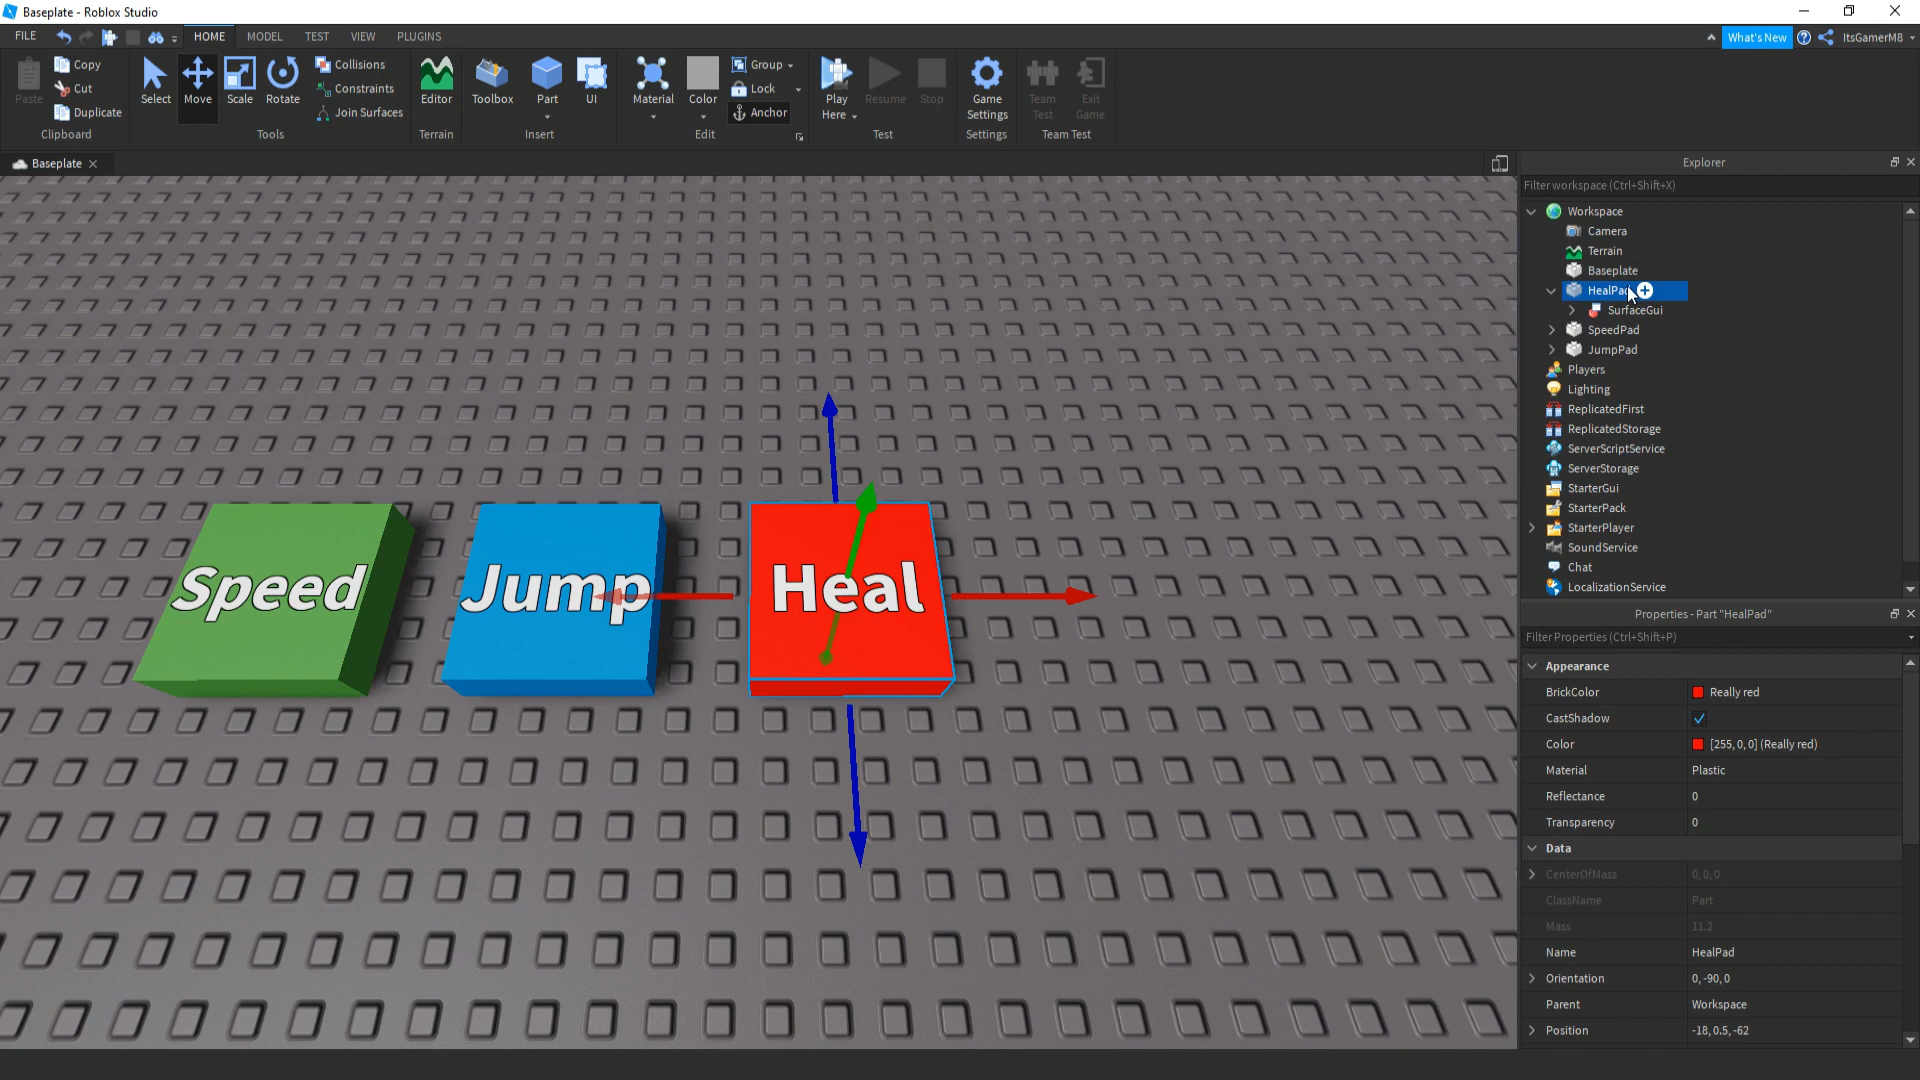 Baseplate - Roblox Studio
FILE HOME MODEL TEST VIEW PLUGINS What's New ItsGamerM8
Paste Copy Cut Duplicate Clipboard
Select Move Scale Rotate Collisions Constraints Join Surfaces Tools
Editor Terrain
Toolbox Part UI Insert
Material Color Group Lock Anchor Edit
Play Here Resume Stop Test
Game Settings Settings
Team Test Exit Game Team Test
Baseplate
Speed
Jump
Heal
Explorer
Filter workspace (Ctrl+Shift+X)
Workspace
Camera
Terrain
Baseplate
HealPad
SurfaceGui
SpeedPad
JumpPad
Players
Lighting
ReplicatedFirst
ReplicatedStorage
ServerScriptService
ServerStorage
StarterGui
StarterPack
StarterPlayer
SoundService
Chat
LocalizationService
Properties - Part "HealPad"
Filter Properties (Ctrl+Shift+P)
Appearance
BrickColor Really red
CastShadow
Color [255, 0, 0] (Really red)
Material Plastic
Reflectance 0
Transparency 0
Data
CenterOfMass 0, 0, 0
ClassName Part
Mass 11.2
Name HealPad
Orientation 0, -90, 0
Parent Workspace
Position -18, 0.5, -62